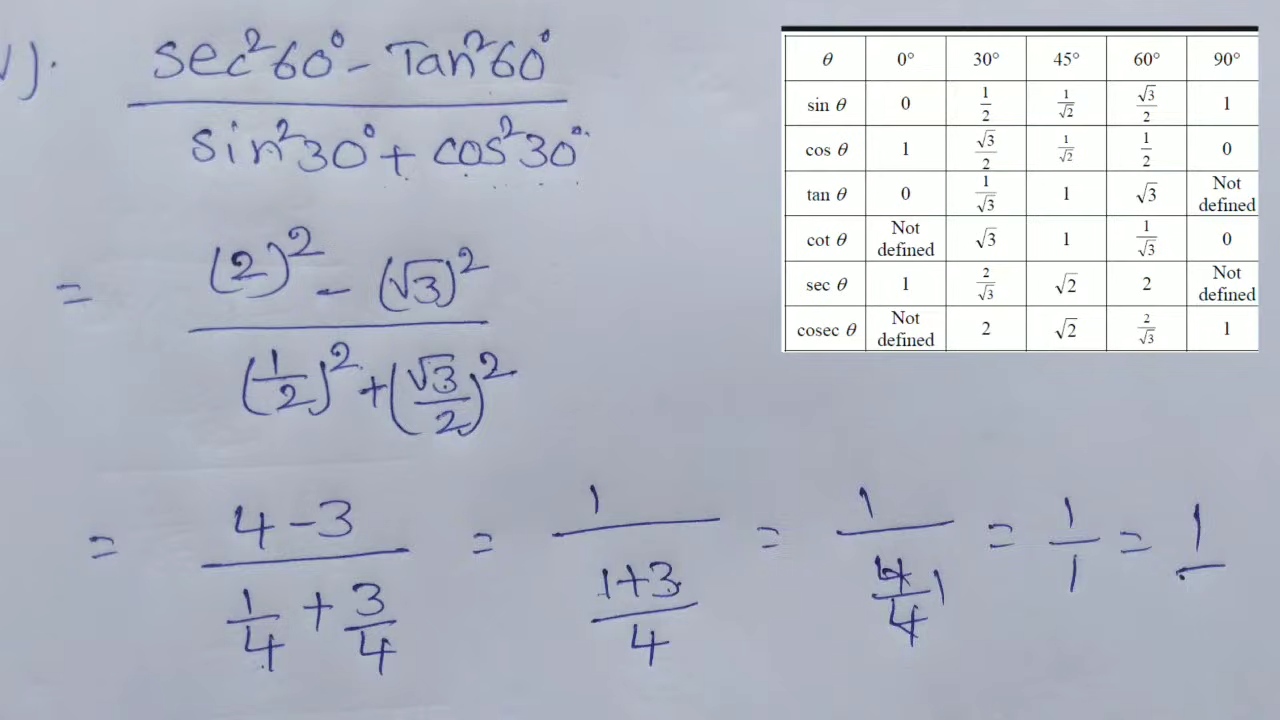 V).
sec²60° - Tan²60°
sin²30° + cos²30°
= (2)² - (√3)²
(1/2)² + (√3/2)²
= 4-3 / 1/4 + 3/4 = 1 / 1+3/4 = 1 / 4/4 1 = 1/1 = 1
θ 0° 30° 45° 60° 90°
sin θ 0 1/2 1/√2 √3/2 1
cos θ 1 √3/2 1/√2 1/2 0
tan θ 0 1/√3 1 √3 Not defined
cot θ Not defined √3 1 1/√3 0
sec θ 1 2/√3 √2 2 Not defined
cosec θ Not defined 2 √2 2/√3 1